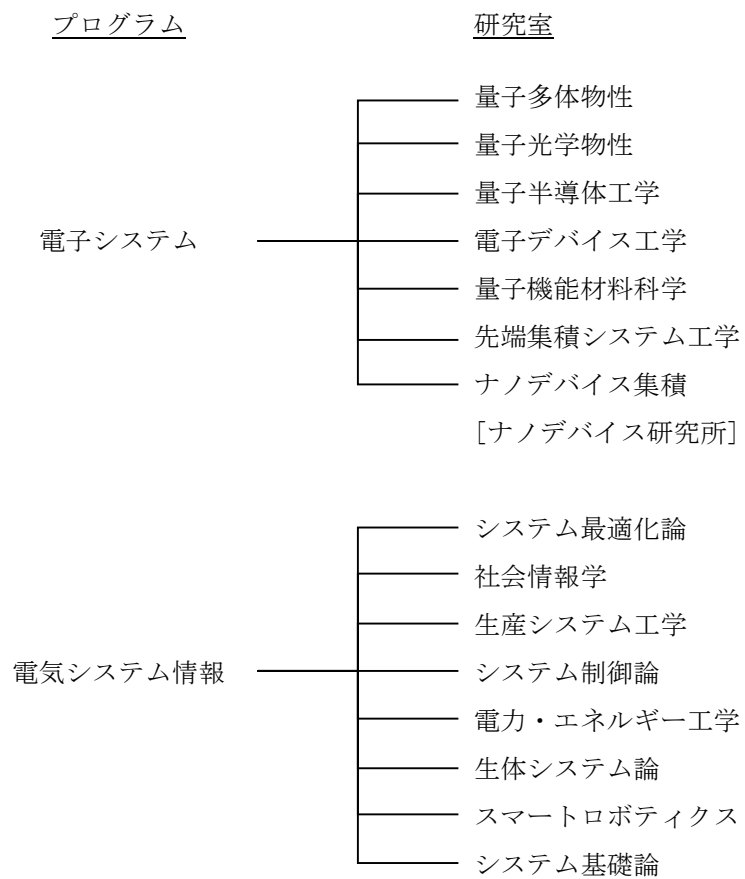 プログラム 研究室
量子多体物性
量子光学物性
量子半導体工学
電子システム 電子デバイス工学
量子機能材料科学
先端集積システム工学
ナノデバイス集積
[ナノデバイス研究所]
システム最適化論
社会情報学
生産システム工学
電気システム情報 システム制御論
電力・エネルギー工学
生体システム論
スマートロボティクス
システム基礎論